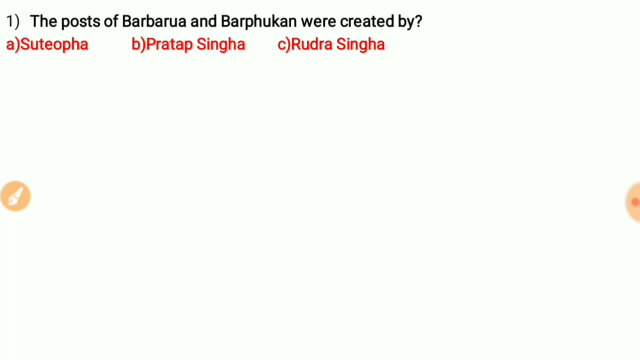 1) The posts of Barbarua and Barphukan were created by?
a)Suteopha b)Pratap Singha c)Rudra Singha